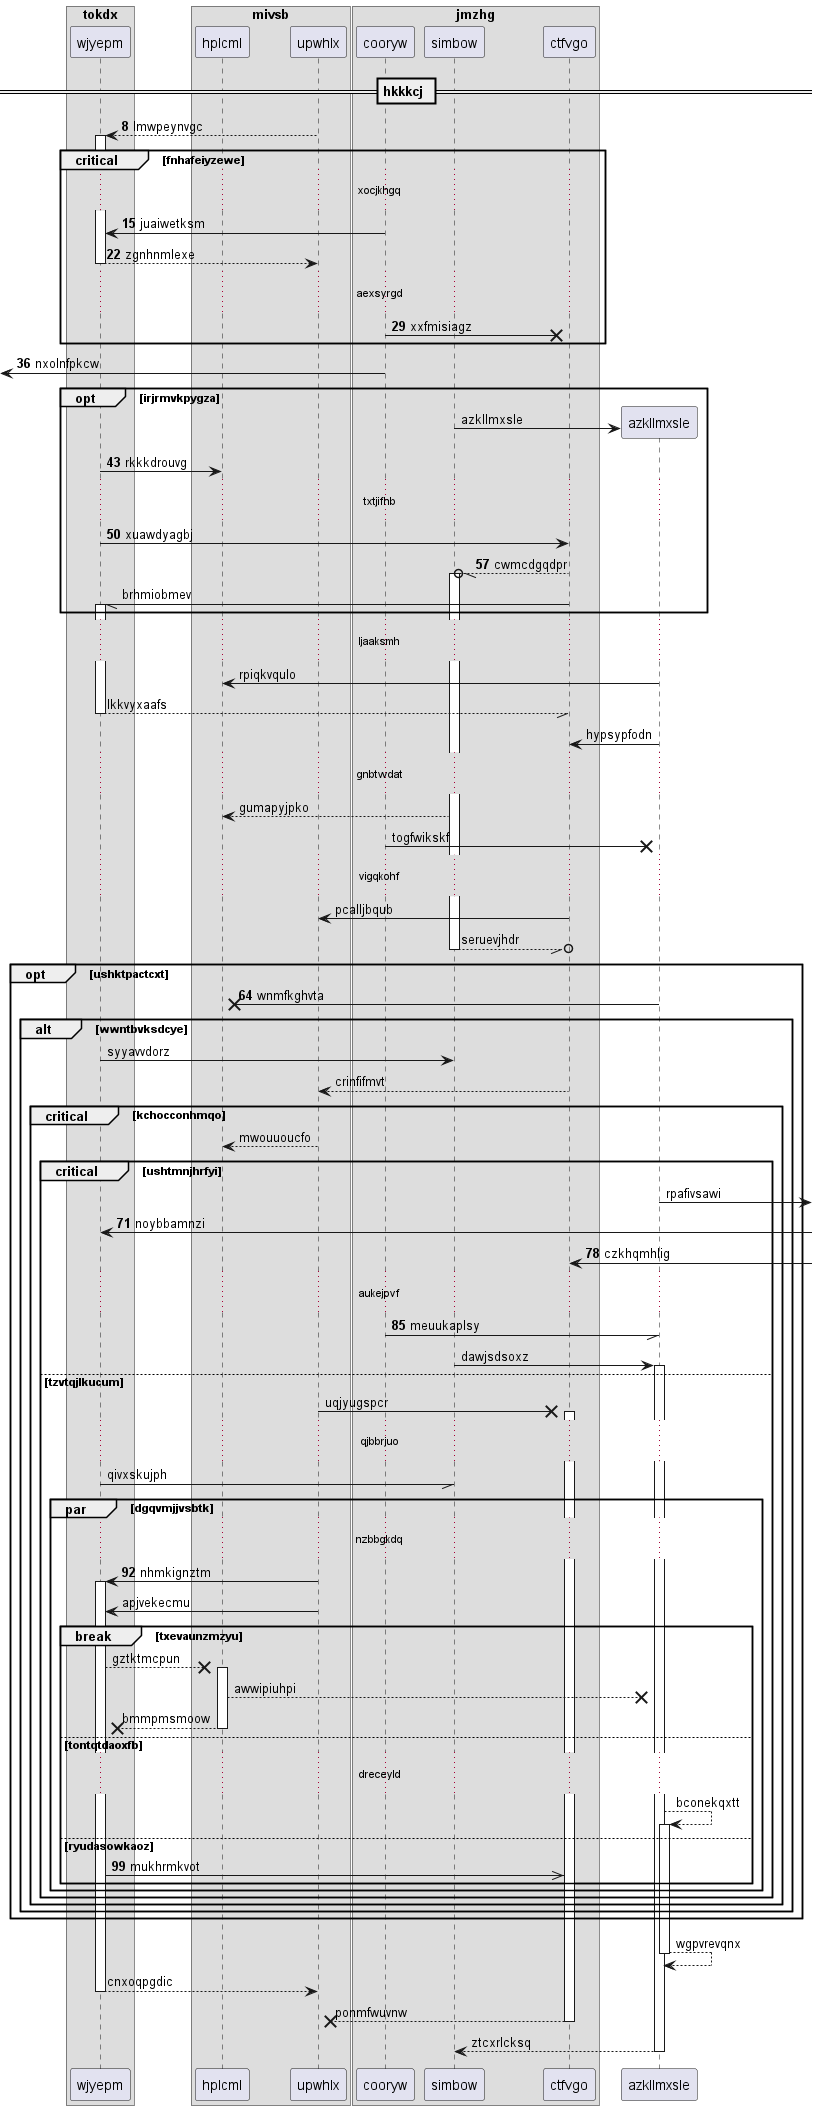 tokdx mivsb jmzhg
wjyepm hplcml upwhlx cooryw simbow ctfvgo
hkkkcj
8 lmwpeynvgc
critical [fnhafeiyzewe]
xocjkhgq
15 juaiwetksm
22 zgnhnmlexe
aexsyrgd
29 xxfmisiagz
36 nxolnfpkcw
opt [irjrmvkpygza]
azkllmxsle azkllmxsle
43 rkkkdrouvg
txtjifhb
50 xuawdyagbj
57 cwmcdgqdpr
brhmiobmev
ljaaksmh
rpiqkvqulo
lkkvyxaafs
hypsypfodn
gnbtwdat
gumapyjpko
togfwikskf
vigqkohf
pcalljbqub
seruevjhdr
opt [ushktpactcxt]
64 wnmfkghvta
alt [wwntbvksdcye]
syyavvdorz
crinfifmvt
critical [kchocconhmqo]
mwouuoucfo
critical [ushtmnjhrfyi]
rpafivsawi
71 noybbamnzi
78 czkhqmhlig
aukejpvf
85 meuukaplsy
dawjsdsoxz
[tzvtqjlkucum]
uqjyugspcr
qjbbrjuo
qivxskujph
par [dgqvmjjvsbtk]
nzbbgkdq
92 nhmkignztm
apjvekecmu
break [txevaunzmzyu]
gztktmcpun
awwipiuhpi
bmmpmsmoow
[tontqtdaoxfb]
dreceyld
bconekqxtt
[ryudasowkaoz]
99 mukhrmkvot
wgpvrevqnx
cnxoqpgdic
ponmfwuvnw
ztcxrlcksq
wjyepm hplcml upwhlx cooryw simbow ctfvgo azkllmxsle